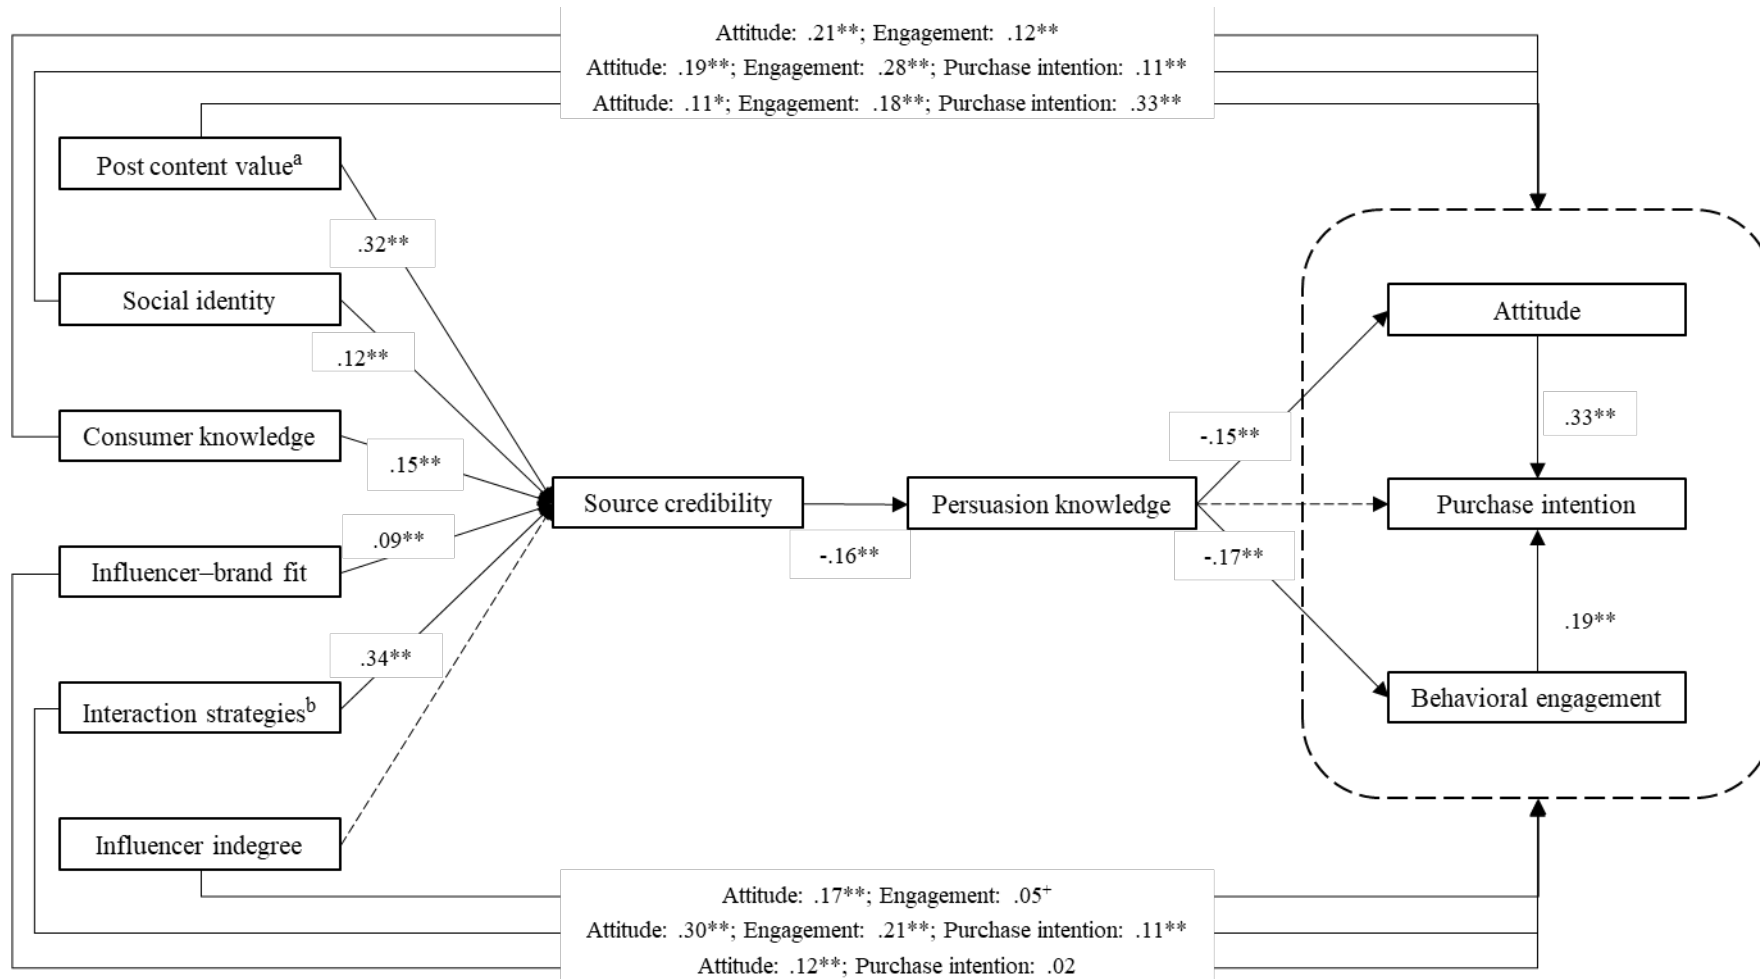 Attitude: .21**; Engagement: .12**
Attitude: .19**; Engagement: .28**; Purchase intention: .11**
Attitude: .11*; Engagement: .18**; Purchase intention: .33**
Post content valueᵃ
.32**
Social identity
.12**
Consumer knowledge
.15**
Influencer–brand fit
.09**
Interaction strategiesᵇ
.34**
Influencer indegree
Source credibility
-.16**
Persuasion knowledge
-.15**
-.17**
Attitude
.33**
Purchase intention
.19**
Behavioral engagement
Attitude: .17**; Engagement: .05⁺
Attitude: .30**; Engagement: .21**; Purchase intention: .11**
Attitude: .12**; Purchase intention: .02